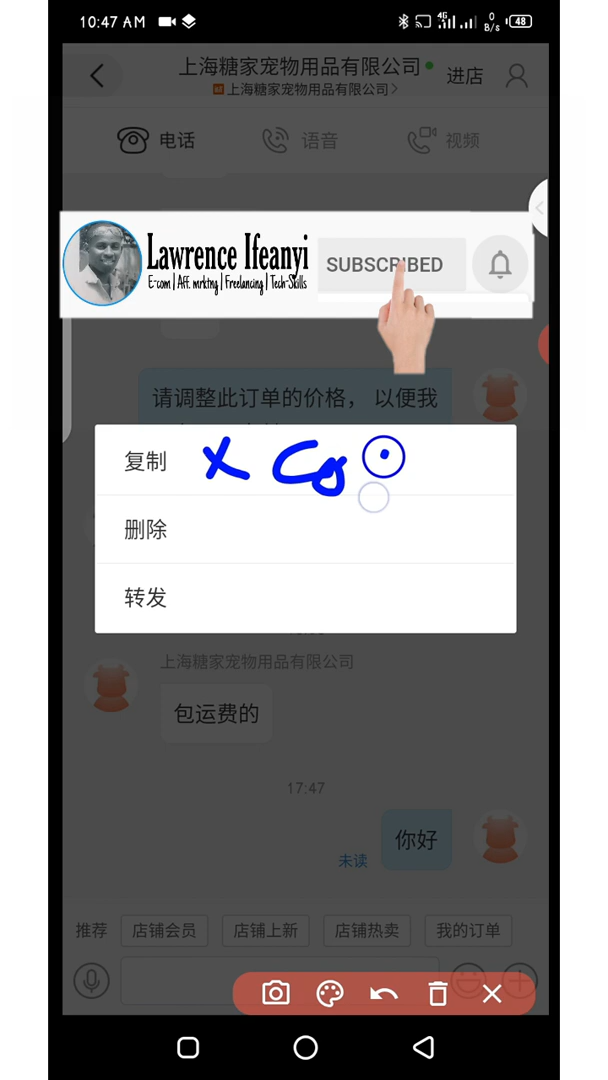 10:47 AM
4G
0 B/s
48
上海糖家宠物用品有限公司
进店
上海糖家宠物用品有限公司
电话
语音
视频
Lawrence Ifeanyi
SUBSCRIBED
E-com | Aff. mrktng | Freelancing | Tech-Skills
请调整此订单的价格， 以便我
复制
删除
转发
上海糖家宠物用品有限公司
包运费的
17:47
你好
未读
推荐
店铺会员
店铺上新
店铺热卖
我的订单